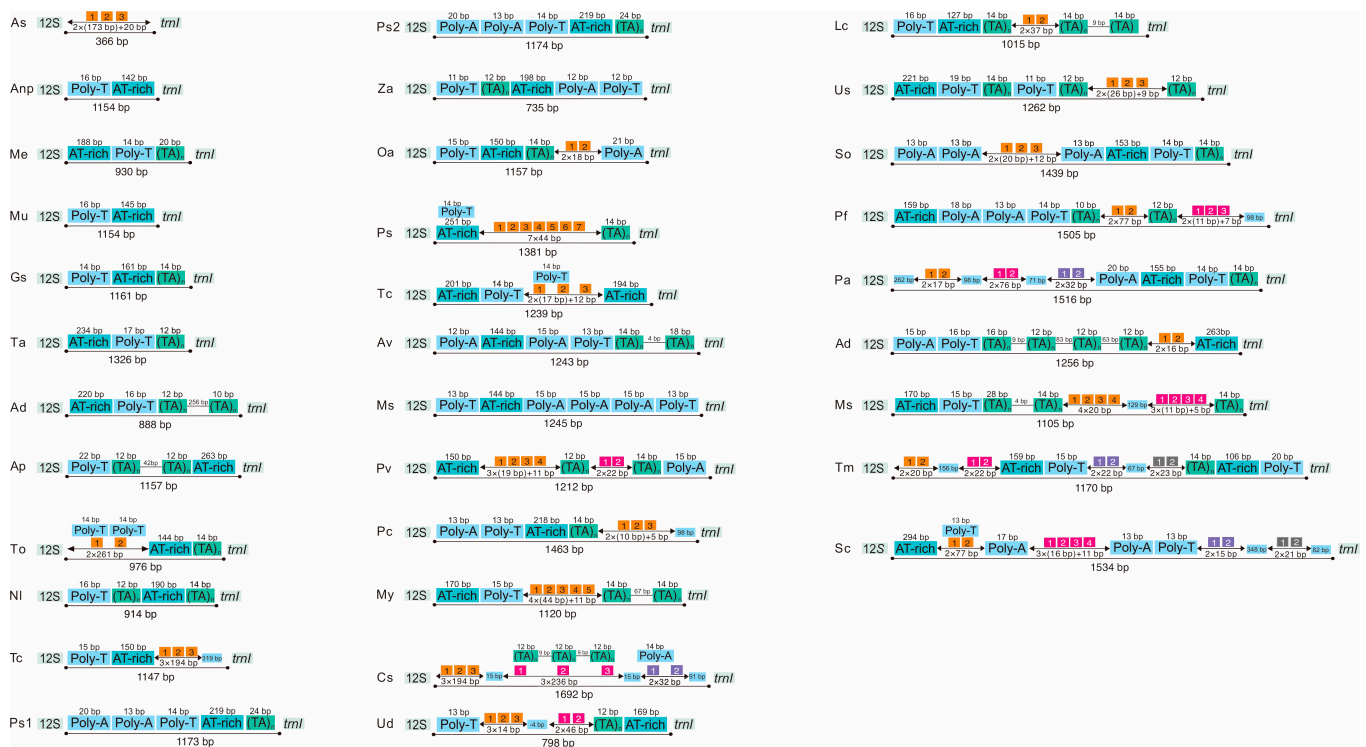 As 12S 1 2 3 2×(173 bp)+20 bp trnI
366 bp
16 bp 142 bp
Anp 12S Poly-T AT-rich trnI
1154 bp
188 bp 14 bp 20 bp
Me 12S AT-rich Poly-T (TA)n trnI
930 bp
16 bp 145 bp
Mu 12S Poly-T AT-rich trnI
1154 bp
14 bp 161 bp 14 bp
Gs 12S Poly-T AT-rich (TA)n trnI
1161 bp
234 bp 17 bp 12 bp
Ta 12S AT-rich Poly-T (TA)n trnI
1326 bp
220 bp 16 bp 12 bp 10 bp
Ad 12S AT-rich Poly-T (TA)n 256 bp (TA)n trnI
888 bp
22 bp 12 bp 12 bp 263 bp
Ap 12S Poly-T (TA)n 42bp (TA)n AT-rich trnI
1157 bp
14 bp 14 bp
Poly-T Poly-T
1 2 144 bp 14 bp
To 12S 2×261 bp AT-rich (TA)n trnI
976 bp
16 bp 12 bp 190 bp 14 bp
Nl 12S Poly-T (TA)n AT-rich (TA)n trnI
914 bp
15 bp 150 bp 1 2 3
Tc 12S Poly-T AT-rich 3×194 bp 319 bp trnI
1147 bp
20 bp 13 bp 14 bp 219 bp 24 bp
Ps1 12S Poly-A Poly-A Poly-T AT-rich (TA)n trnI
1173 bp
20 bp 13 bp 14 bp 219 bp 24 bp
Ps2 12S Poly-A Poly-A Poly-T AT-rich (TA)n trnI
1174 bp
11 bp 12 bp 198 bp 12 bp 12 bp
Za 12S Poly-T (TA)n AT-rich Poly-A Poly-T trnI
735 bp
15 bp 150 bp 14 bp 1 2 21 bp
Oa 12S Poly-T AT-rich (TA)n 2×18 bp Poly-A trnI
1157 bp
14 bp
Poly-T
251 bp 1 2 3 4 5 6 7 14 bp
Ps 12S AT-rich 7×44 bp (TA)n trnI
1381 bp
14 bp
Poly-T
201 bp 14 bp 1 2 3 194 bp
Tc 12S AT-rich Poly-T 2×(17 bp)+12 bp AT-rich trnI
1239 bp
12 bp 144 bp 15 bp 13 bp 14 bp 18 bp
Av 12S Poly-A AT-rich Poly-A Poly-T (TA)n 4 bp (TA)n trnI
1243 bp
13 bp 144 bp 15 bp 15 bp 15 bp 13 bp
Ms 12S Poly-T AT-rich Poly-A Poly-A Poly-A Poly-T trnI
1245 bp
150 bp 1 2 3 4 12 bp 1 2 14 bp 15 bp
Pv 12S AT-rich 3×(19 bp)+11 bp (TA)n 2×22 bp (TA)n Poly-A trnI
1212 bp
13 bp 13 bp 218 bp 14 bp 1 2 3
Pc 12S Poly-A Poly-T AT-rich (TA)n 2×(10 bp)+5 bp 98 bp trnI
1463 bp
170 bp 15 bp 1 2 3 4 5 14 bp 14 bp
My 12S AT-rich Poly-T 4×(44 bp)+11 bp (TA)n 67 bp (TA)n trnI
1120 bp
12 bp 12 bp 12 bp 14 bp
(TA)n 9 bp (TA)n 9 bp (TA)n Poly-A
1 2 3 1 2 3 1 2
Cs 12S 3×194 bp 15 bp 3×236 bp 15 bp 2×32 bp 91 bp trnI
1692 bp
13 bp 1 2 3 1 2 12 bp 169 bp
Ud 12S Poly-T 3×14 bp -4 bp 2×46 bp (TA)n AT-rich trnI
798 bp
16 bp 127 bp 14 bp 1 2 14 bp 14 bp
Lc 12S Poly-T AT-rich (TA)n 2×37 bp (TA)n 9 bp (TA)n trnI
1015 bp
221 bp 19 bp 14 bp 11 bp 12 bp 1 2 3 12 bp
Us 12S AT-rich Poly-T (TA)n Poly-T (TA)n 2×(26 bp)+9 bp (TA)n trnI
1262 bp
13 bp 13 bp 1 2 3 13 bp 153 bp 14 bp 14 bp
So 12S Poly-A Poly-A 2×(20 bp)+12 bp Poly-A AT-rich Poly-T (TA)n trnI
1439 bp
159 bp 18 bp 13 bp 14 bp 10 bp 1 2 12 bp 1 2 3
Pf 12S AT-rich Poly-A Poly-A Poly-T (TA)n 2×77 bp (TA)n 2×(11 bp)+7 bp 98 bp trnI
1505 bp
1 2 1 2 1 2 20 bp 155 bp 14 bp 14 bp
Pa 12S 262 bp 2×17 bp 98 bp 2×76 bp 71 bp 2×32 bp Poly-A AT-rich Poly-T (TA)n trnI
1516 bp
15 bp 16 bp 16 bp 12 bp 12 bp 12 bp 1 2 263bp
Ad 12S Poly-A Poly-T (TA)n 9 bp (TA)n 83 bp (TA)n 63 bp (TA)n 2×16 bp AT-rich trnI
1256 bp
170 bp 15 bp 28 bp 14 bp 1 2 3 4 1 2 3 4 14 bp
Ms 12S AT-rich Poly-T (TA)n 4 bp (TA)n 4×20 bp 129 bp 3×(11 bp)+5 bp (TA)n trnI
1105 bp
1 2 1 2 159 bp 15 bp 1 2 1 2 14 bp 106 bp 20 bp
Tm 12S 2×20 bp 156 bp 2×22 bp AT-rich Poly-T 2×22 bp 67 bp 2×23 bp (TA)n AT-rich Poly-T trnI
1170 bp
13 bp
Poly-T
294 bp 1 2 17 bp 1 2 3 4 13 bp 13 bp 1 2 1 2
Sc 12S AT-rich 2×77 bp Poly-A 3×(16 bp)+11 bp Poly-A Poly-T 2×15 bp 348 bp 2×21 bp 82 bp trnI
1534 bp